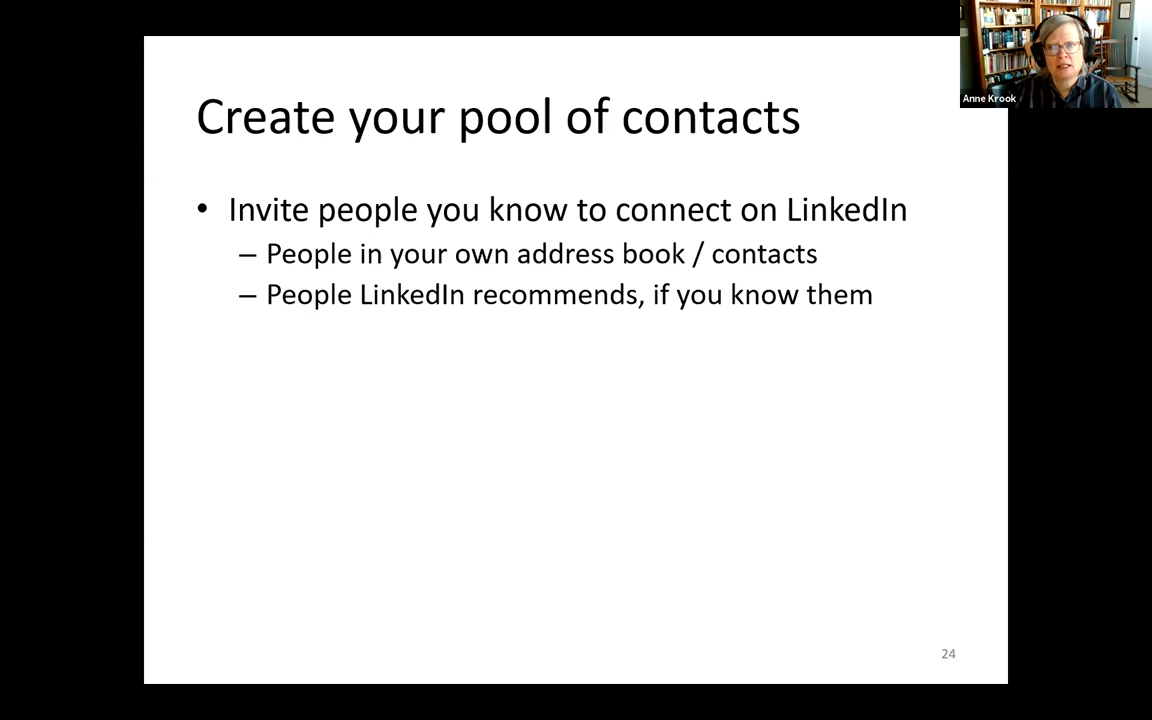 Create your pool of contacts
• Invite people you know to connect on LinkedIn
– People in your own address book / contacts
– People LinkedIn recommends, if you know them
24
Anne Krook